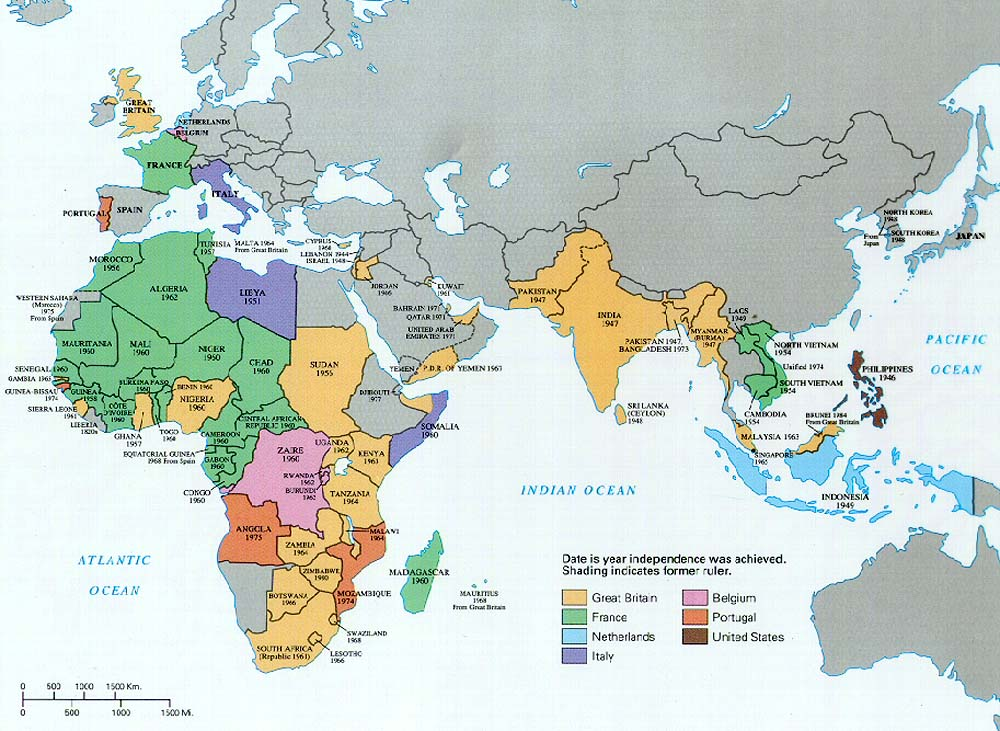 GREAT
BRITAIN
NETHERLANDS
BELGIUM
FRANCE
ITALY
PORTUGAL
SPAIN
NORTH KOREA
1948
From
Japan
SOUTH KOREA
1948
JAPAN
TUNISIA
1957
MALTA 1964
From Great Britain
CYPRUS
1960
LEBANON 1944
ISRAEL 1948
MOROCCO
1956
ALGERIA
1962
LIBYA
1951
JORDAN
1946
KUWAIT
1961
BAHRAIN 1971
QATAR 1971
UNITED ARAB
EMIRATES 1971
YEMEN
P.D.R. OF YEMEN 1967
WESTERN SAHARA
(Morocco)
1975
From Spain
MAURITANIA
1960
MALI
1960
NIGER
1960
CHAD
1960
SUDAN
1956
DJIBOUTI
1977
SENEGAL 1960
GAMBIA 1965
GUINEA-BISSAU
1974
GUINEA
1958
SIERRA LEONE
1961
LIBERIA
1820s
CÔTE
D'IVOIRE
1960
BURKINA FASO
1960
GHANA
1957
TOGO
1960
BENIN 1960
NIGERIA
1960
CAMEROON
1960
CENTRAL AFRICAN
REPUBLIC 1960
EQUATORIAL GUINEA
1968 From Spain
GABON
1960
CONGO
1960
ZAIRE
1960
UGANDA
1962
KENYA
1963
SOMALIA
1960
RWANDA
1962
BURUNDI
1962
TANZANIA
1964
ANGOLA
1975
ZAMBIA
1964
MALAWI
1964
ZIMBABWE
1980
MOZAMBIQUE
1974
MADAGASCAR
1960
MAURITIUS
1968
From Great Britain
BOTSWANA
1966
SWAZILAND
1968
LESOTHO
1966
SOUTH AFRICA
(Republic 1961)
PAKISTAN
1947
INDIA
1947
PAKISTAN 1947,
BANGLADESH 1973
MYANMAR
(BURMA)
1947
LAOS
1949
NORTH VIETNAM
1954
Unified 1974
SOUTH VIETNAM
1954
CAMBODIA
1954
PHILIPPINES
1946
SRI LANKA
(CEYLON)
1948
BRUNEI 1984
From Great Britain
MALAYSIA 1963
SINGAPORE
1965
INDONESIA
1949
PACIFIC
OCEAN
INDIAN OCEAN
ATLANTIC
OCEAN
Date is year independence was achieved.
Shading indicates former ruler.
Great Britain
France
Netherlands
Italy
Belgium
Portugal
United States
0 500 1000 1500 Km.
0 500 1000 1500 Mi.